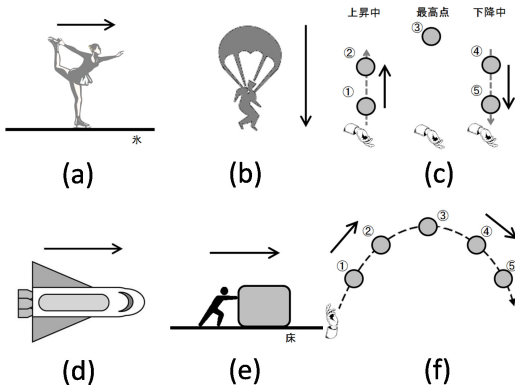 上昇中
最高点
下降中
③
②
①
④
⑤
氷
(a)
(b)
(c)
①
②
③
④
⑤
床
(d)
(e)
(f)